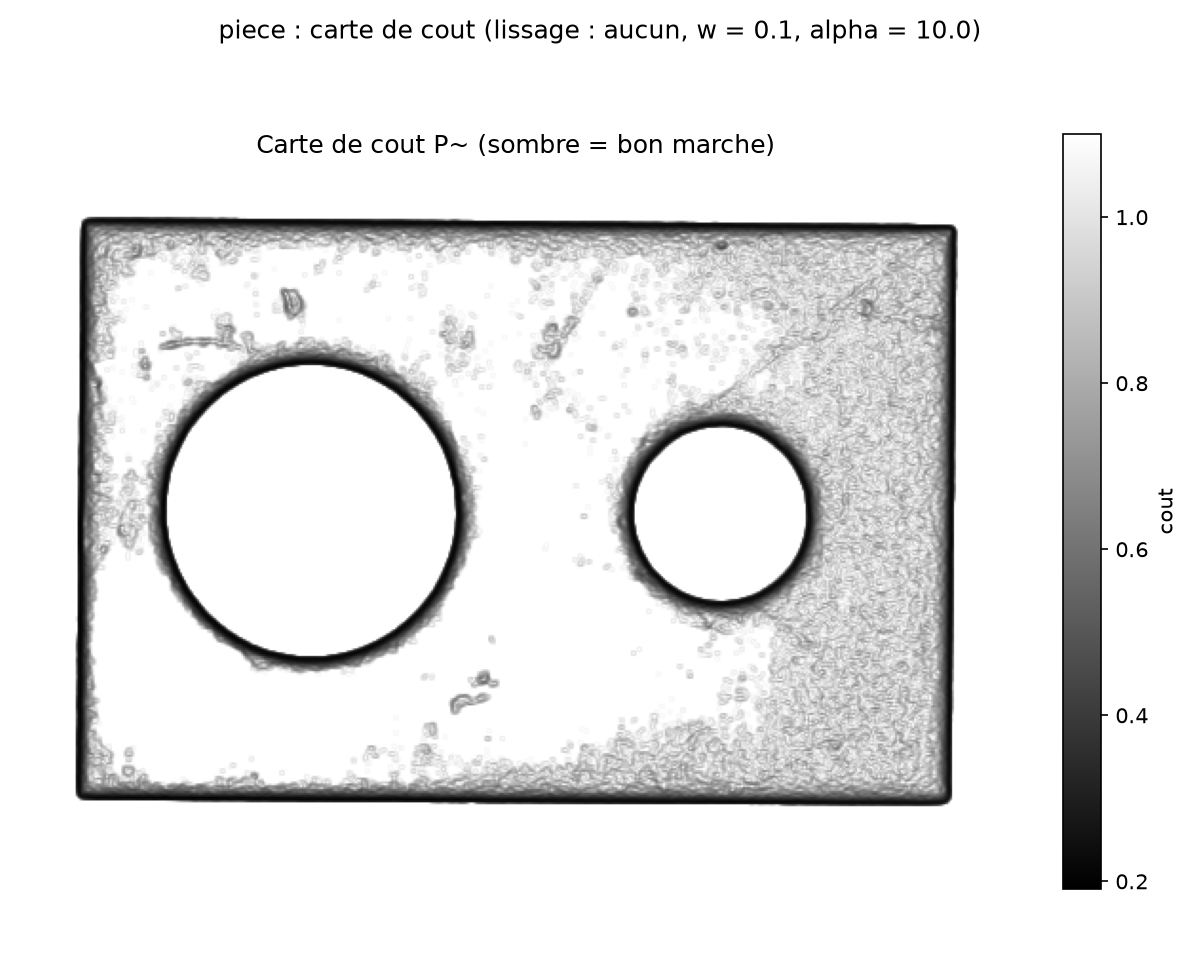 piece : carte de cout (lissage : aucun, w = 0.1, alpha = 10.0)
Carte de cout P~ (sombre = bon marche)
1.0
0.8
0.6
0.4
0.2
cout